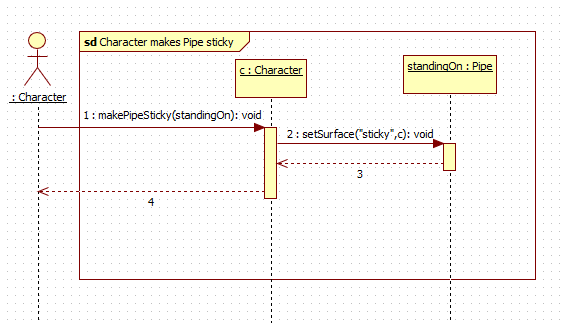 sd Character makes Pipe sticky
c : Character
standingOn : Pipe
: Character
1 : makePipeSticky(standingOn): void
2 : setSurface("sticky",c): void
3
4